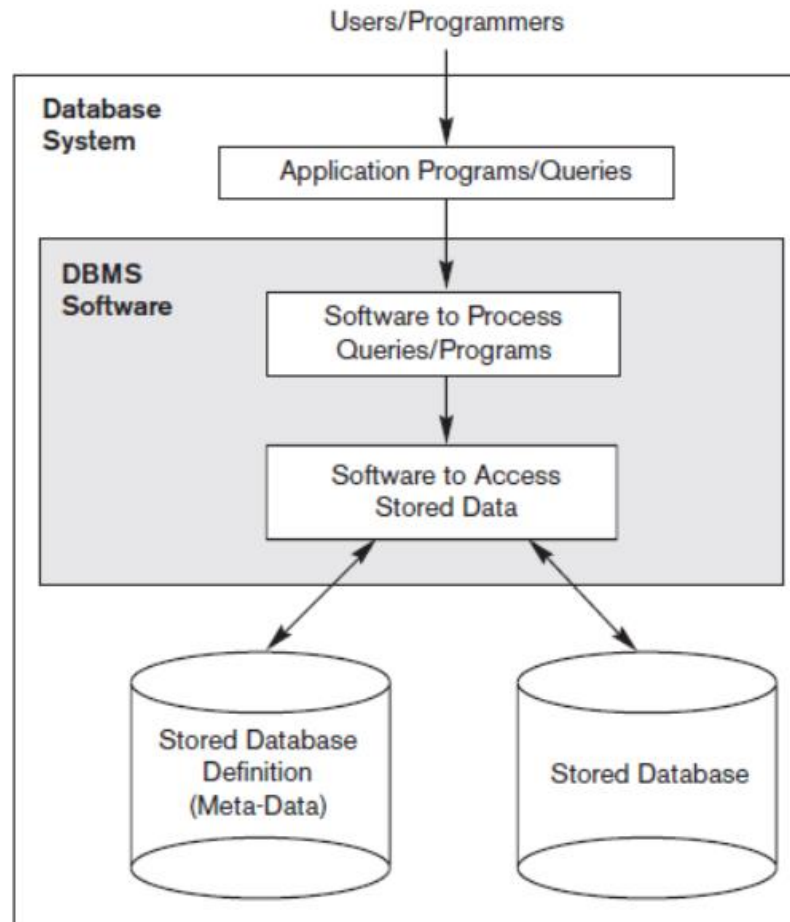 Users/Programmers
Database
System
Application Programs/Queries
DBMS
Software
Software to Process
Queries/Programs
Software to Access
Stored Data
Stored Database
Definition
(Meta-Data)
Stored Database